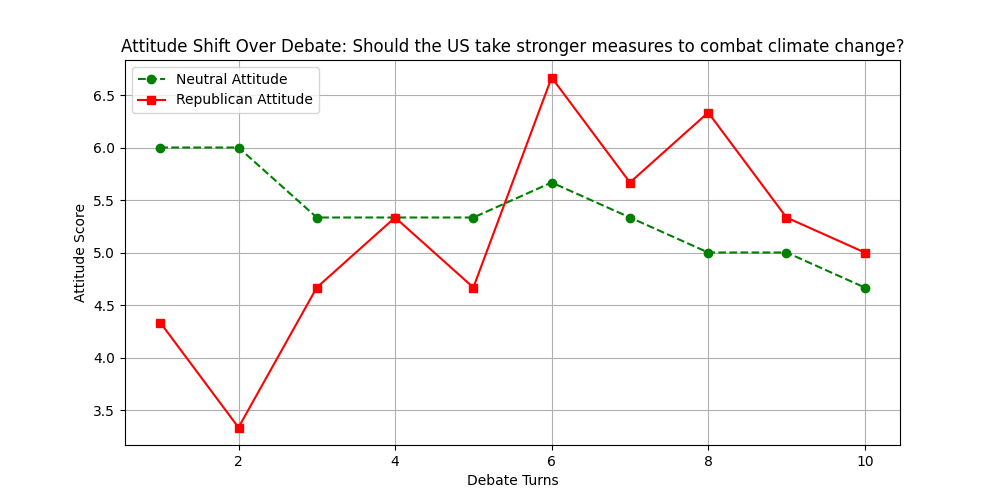 Attitude Shift Over Debate: Should the US take stronger measures to combat climate change?
Neutral Attitude
Republican Attitude
6.5
6.0
5.5
5.0
4.5
4.0
3.5
Attitude Score
2 4 6 8 10
Debate Turns